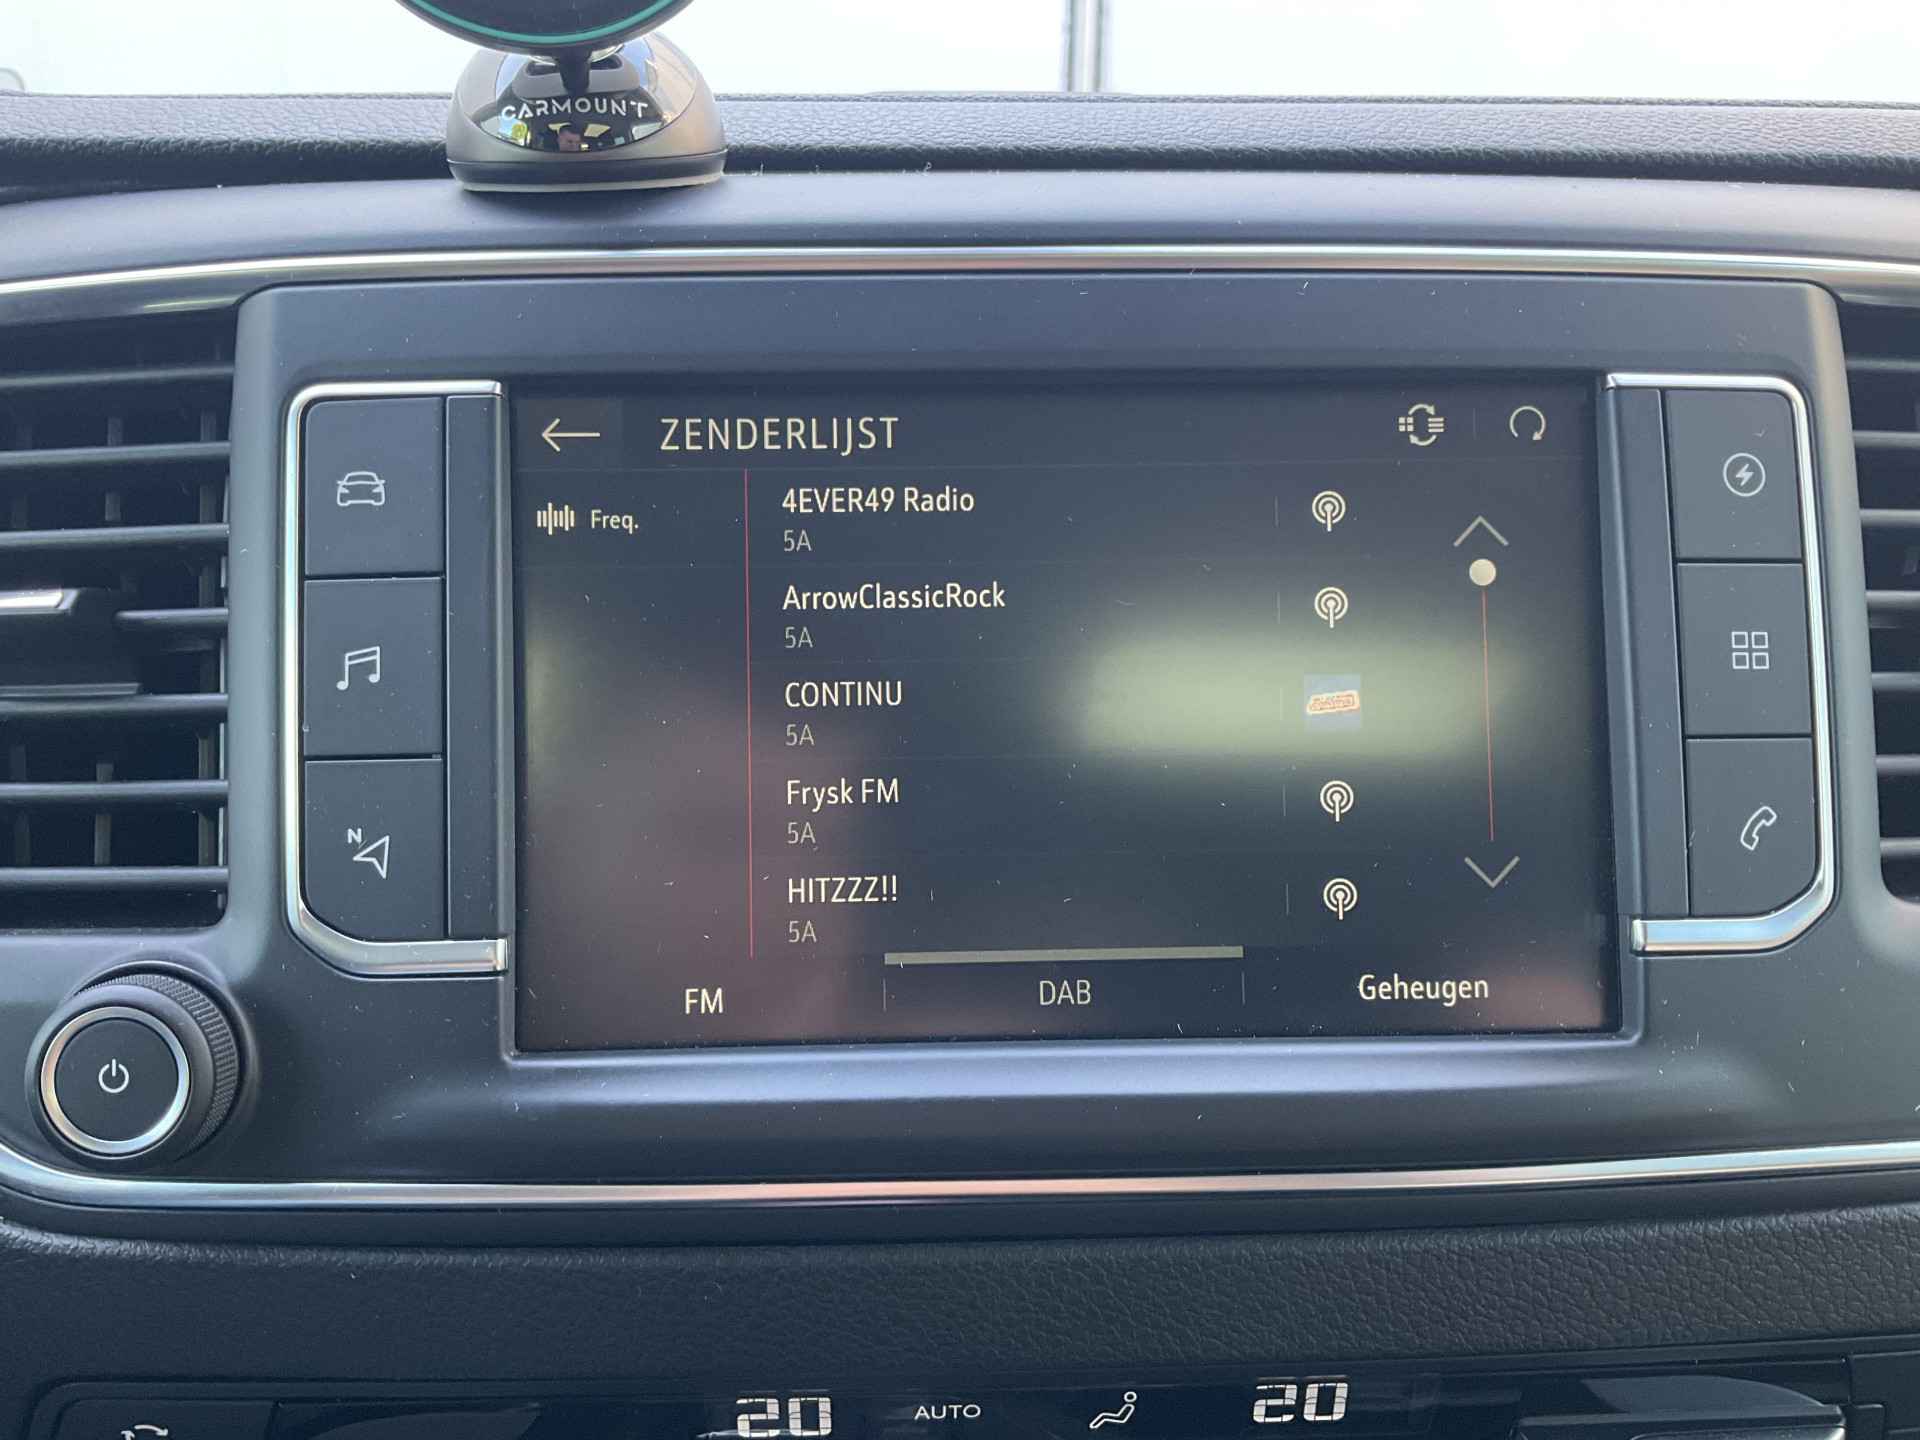 CARMOUNT
ZENDERLIJST
Freq.
4EVER49 Radio
5A
ArrowClassicRock
5A
CONTINU
5A
Frysk FM
5A
HITZZZ!!
5A
FM
DAB
Geheugen
N
20
AUTO
20